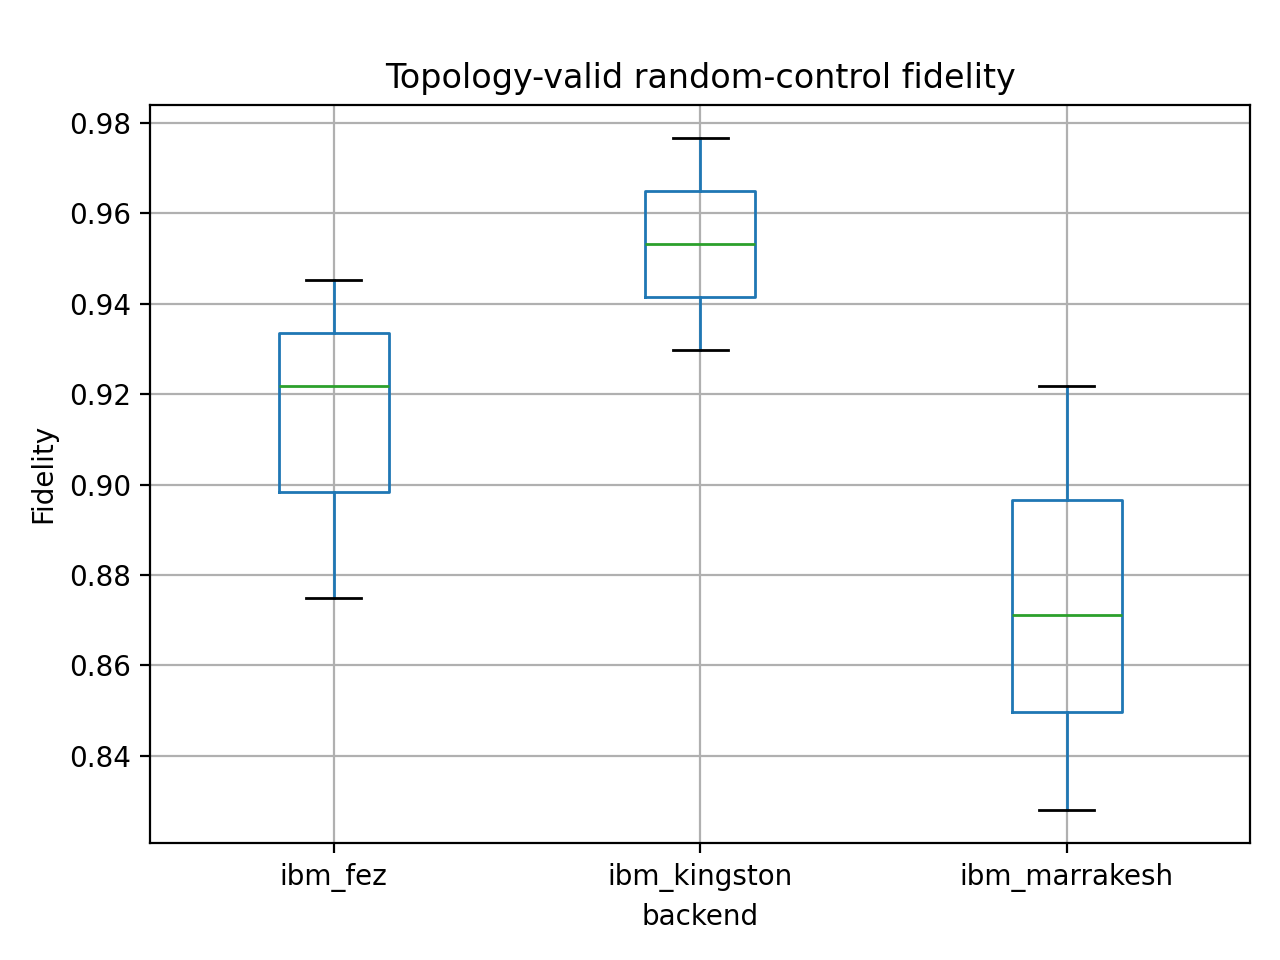 Topology-valid random-control fidelity
0.98
0.96
0.94
0.92
0.90
0.88
0.86
0.84
Fidelity
ibm_fez
ibm_kingston
ibm_marrakesh
backend